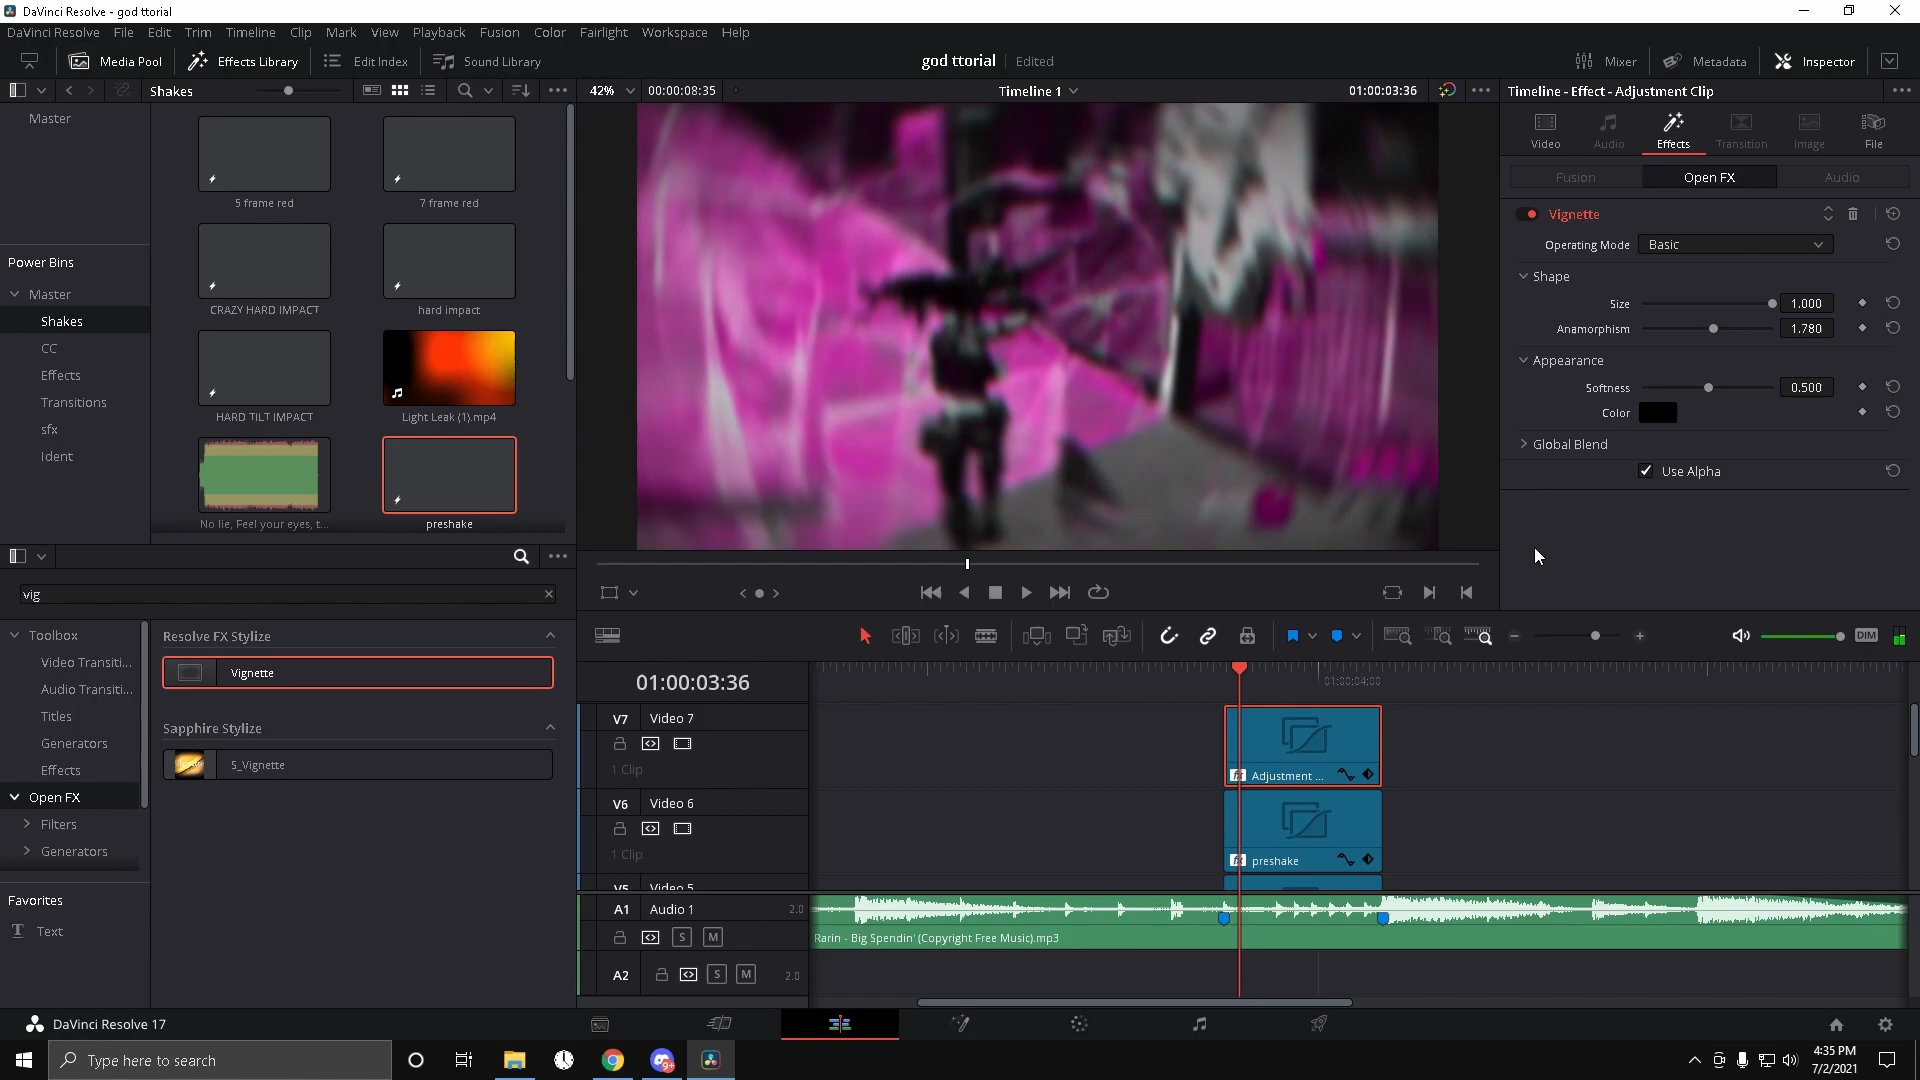 DaVinci Resolve - god ttorial
DaVinci Resolve File Edit Trim Timeline Clip Mark View Playback Fusion Color Fairlight Workspace Help
Media Pool Effects Library Edit Index Sound Library god ttorial Edited Mixer Metadata Inspector
Shakes 42% 00:00:08:35 Timeline 1 01:00:03:36 Timeline - Effect - Adjustment Clip
Master
Video Audio Effects Transition Image File
Fusion Open FX Audio
5 frame red 7 frame red
Vignette
Operating Mode Basic
Power Bins
Shape
Master
Size 1.000
CRAZY HARD IMPACT hard impact
Shakes
Anamorphism 1.780
CC
Appearance
Effects
Softness 0.500
Transitions
HARD TILT IMPACT Light Leak (1).mp4
Color
sfx
Global Blend
Ident
Use Alpha
No lie, Feel your eyes, t... preshake
vig
Toolbox
Resolve FX Stylize
Video Transiti...
Vignette
Audio Transiti...
Titles
Sapphire Stylize
Generators
S_Vignette
Effects
Open FX
Filters
Generators
Favorites
Text
DIM
01:00:03:36
01:00:04:00
V7 Video 7
1 Clip
Adjustment ...
V6 Video 6
1 Clip
preshake
V5 Video 5
A1 Audio 1 2.0
S M
Rarin - Big Spendin' (Copyright Free Music).mp3
A2 S M 2.0
DaVinci Resolve 17
Type here to search
9+
4:35 PM
7/2/2021